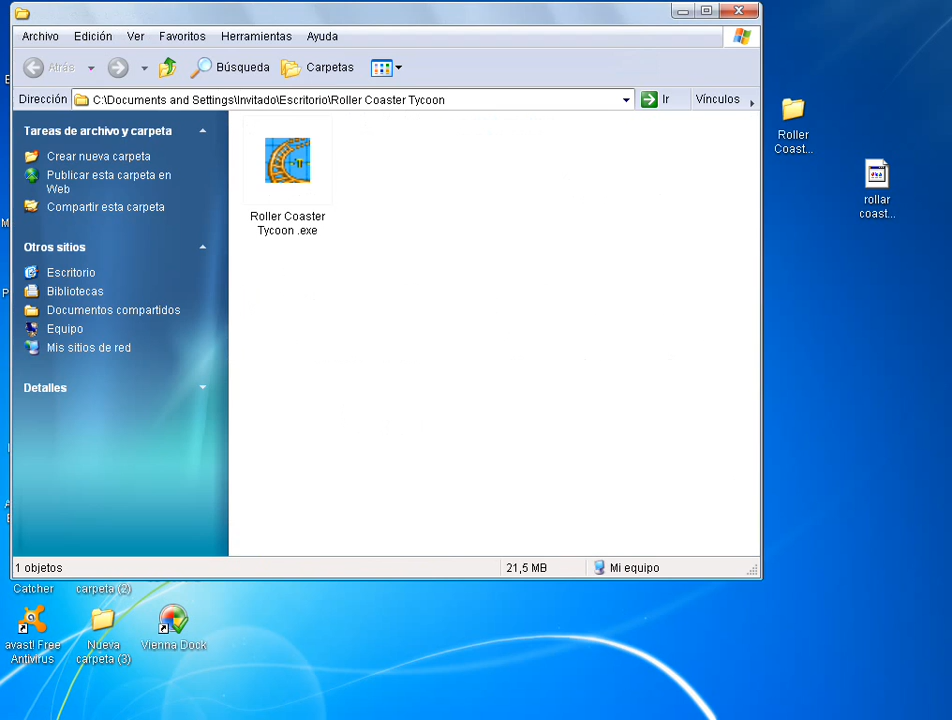 Archivo Edición Ver Favoritos Herramientas Ayuda
Atrás Búsqueda Carpetas
Dirección C:\Documents and Settings\Invitado\Escritorio\Roller Coaster Tycoon Ir Vínculos
Tareas de archivo y carpeta
Crear nueva carpeta
Publicar esta carpeta en
Web
Compartir esta carpeta
Otros sitios
Escritorio
Bibliotecas
Documentos compartidos
Equipo
Mis sitios de red
Detalles
Roller Coaster
Tycoon .exe
1 objetos 21,5 MB Mi equipo
Roller
Coast...
rollar
coast...
Catcher
carpeta (2)
avast! Free
Antivirus
Nueva
carpeta (3)
Vienna Dock